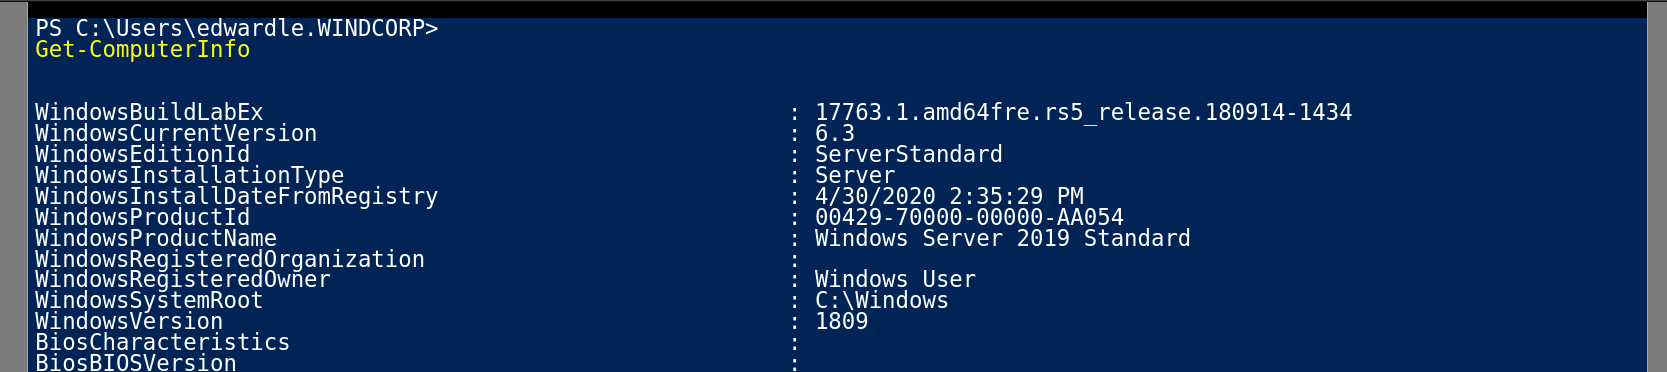 PS C:\Users\edwardle.WINDCORP>
Get-ComputerInfo
WindowsBuildLabEx : 17763.1.amd64fre.rs5_release.180914-1434
WindowsCurrentVersion : 6.3
WindowsEditionId : ServerStandard
WindowsInstallationType : Server
WindowsInstallDateFromRegistry : 4/30/2020 2:35:29 PM
WindowsProductId : 00429-70000-00000-AA054
WindowsProductName : Windows Server 2019 Standard
WindowsRegisteredOrganization :
WindowsRegisteredOwner : Windows User
WindowsSystemRoot : C:\Windows
WindowsVersion : 1809
BiosCharacteristics :
BiosBIOSVersion :